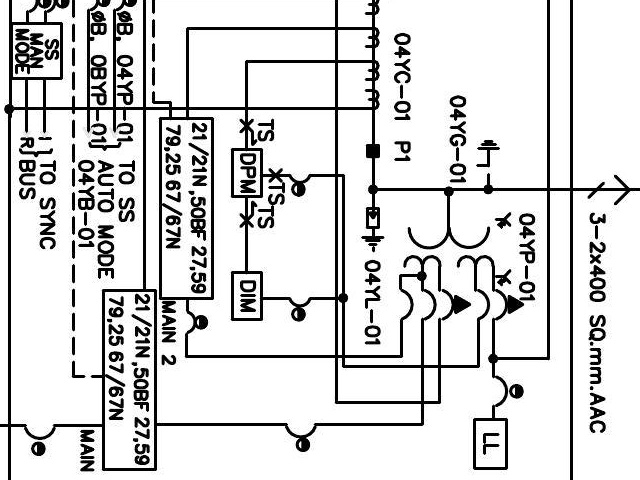 SS
MAN
MODE
ØB, 04YP-01
ØB, 0BYP-01
TO SS
AUTO MODE
04YB-01
TO SYNC
R BUS
TS
DPM
TS
TS
DIM
21/21N,50BF 27,59
79,25 67/67N
MAIN 2
21/21N,50BF 27,59
79,25 67/67N
MAIN
04YC-01
P1
04YG-01
04YL-01
04YP-01
3-2x400 SQ.mm.AAC
LL